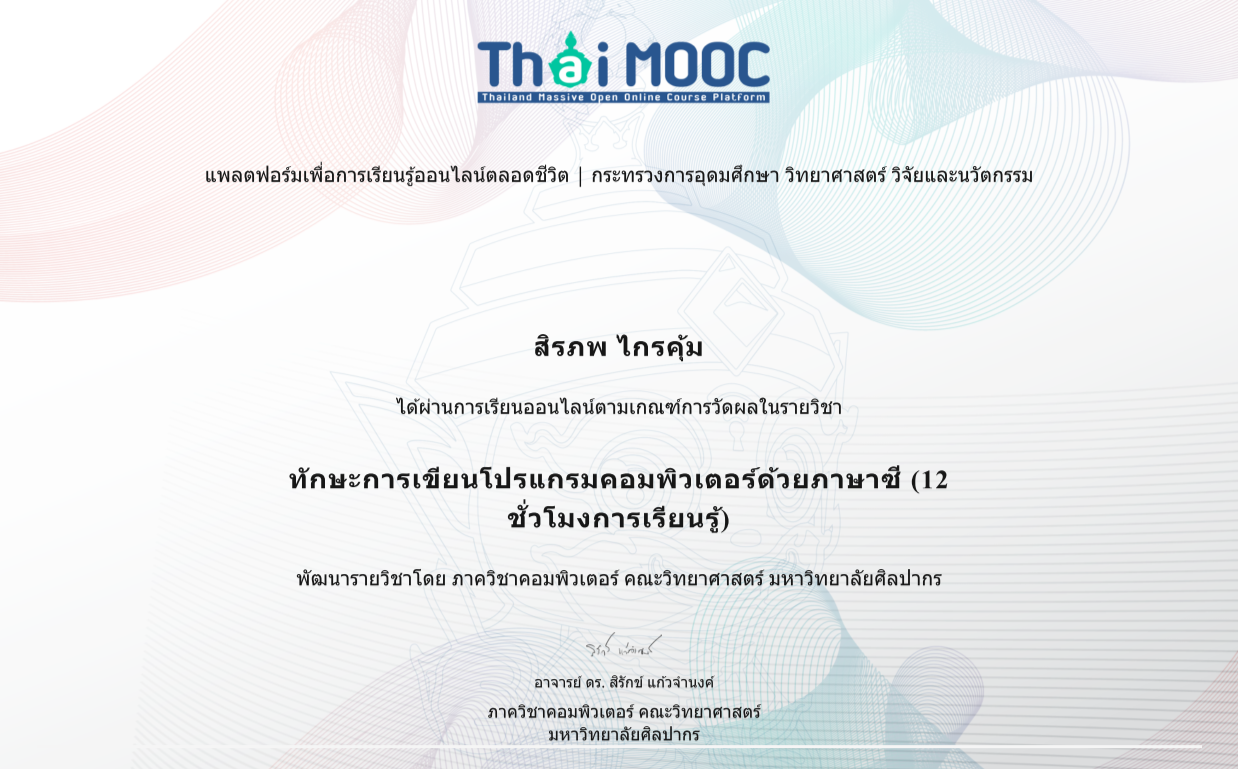 Thai MOOC
Thailand Massive Open Online Course Platform
แพลตฟอร์มเพื่อการเรียนรู้ออนไลน์ตลอดชีวิต | กระทรวงการอุดมศึกษา วิทยาศาสตร์ วิจัยและนวัตกรรม
สิรภพ ไกรคุ้ม
ได้ผ่านการเรียนออนไลน์ตามเกณฑ์การวัดผลในรายวิชา
ทักษะการเขียนโปรแกรมคอมพิวเตอร์ด้วยภาษาซี (12
ชั่วโมงการเรียนรู้)
พัฒนารายวิชาโดย ภาควิชาคอมพิวเตอร์ คณะวิทยาศาสตร์ มหาวิทยาลัยศิลปากร
อาจารย์ ดร. สิรักข์ แก้วจำนงค์
ภาควิชาคอมพิวเตอร์ คณะวิทยาศาสตร์
มหาวิทยาลัยศิลปากร